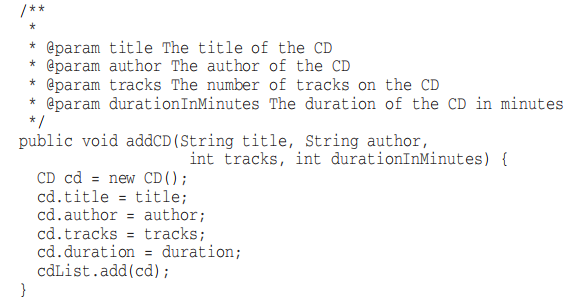 /**
 *
 * @param title The title of the CD
 * @param author The author of the CD
 * @param tracks The number of tracks on the CD
 * @param durationInMinutes The duration of the CD in minutes
 */
public void addCD(String title, String author,
                  int tracks, int durationInMinutes) {
  CD cd = new CD();
  cd.title = title;
  cd.author = author;
  cd.tracks = tracks;
  cd.duration = duration;
  cdList.add(cd);
}